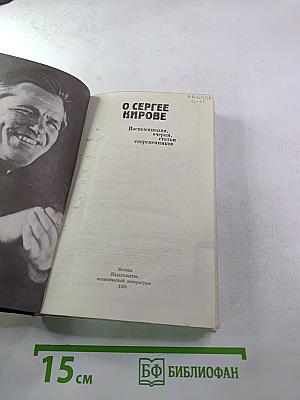 О СЕРГЕЕ
КИРОВЕ
Воспоминания,
очерки,
статьи
современников
Москва
Издательство
политической литературы
15 см
БФ БИБЛИОФАН